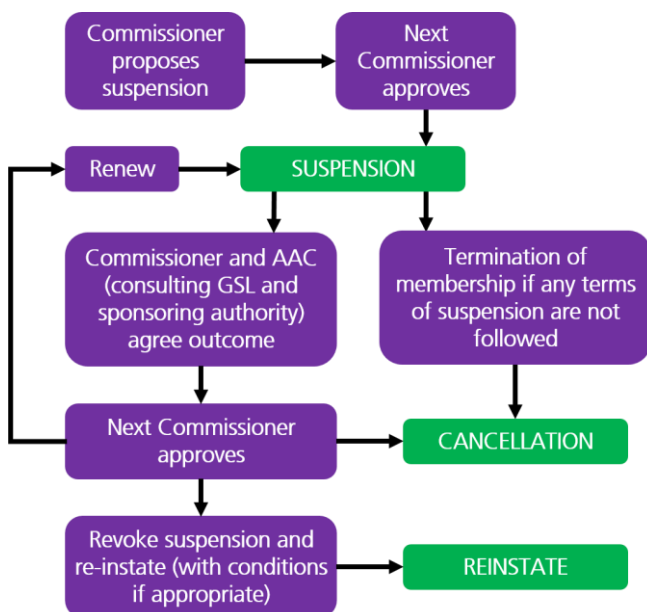 Commissioner
proposes
suspension
Next
Commissioner
approves
Renew
SUSPENSION
Commissioner and AAC
(consulting GSL and
sponsoring authority)
agree outcome
Termination of
membership if any terms
of suspension are not
followed
Next Commissioner
approves
CANCELLATION
Revoke suspension and
re-instate (with conditions
if appropriate)
REINSTATE